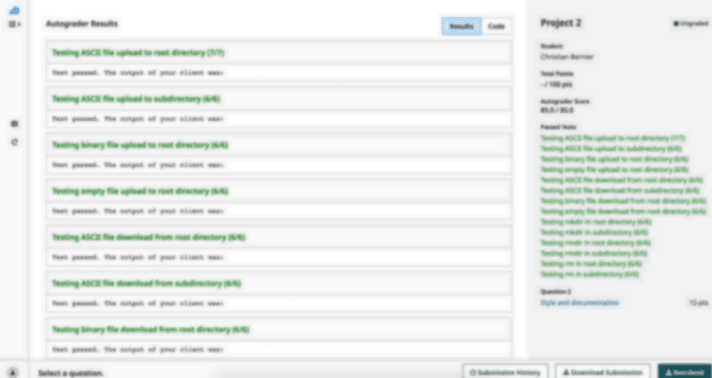 Autograder Results
Results
Code
Testing ASCII file upload to root directory (7/7)
Test passed. The output of your client was:
Testing ASCII file upload to subdirectory (6/6)
Test passed. The output of your client was:
Testing binary file upload to root directory (6/6)
Test passed. The output of your client was:
Testing empty file upload to root directory (6/6)
Test passed. The output of your client was:
Testing ASCII file download from root directory (6/6)
Test passed. The output of your client was:
Testing ASCII file download from subdirectory (6/6)
Test passed. The output of your client was:
Testing binary file download from root directory (6/6)
Test passed. The output of your client was:
Select a question.
Submission History
Download Submission
Resubmit
Project 2
Ungraded
Student
Christian Bernier
Total Points
- / 100 pts
Autograder Score
85.0 / 85.0
Passed Tests
Testing ASCII file upload to root directory (7/7)
Testing ASCII file upload to subdirectory (6/6)
Testing binary file upload to root directory (6/6)
Testing empty file upload to root directory (6/6)
Testing ASCII file download from root directory (6/6)
Testing ASCII file download from subdirectory (6/6)
Testing binary file download from root directory (6/6)
Testing empty file download from root directory (6/6)
Testing mkdir in root directory (6/6)
Testing mkdir in subdirectory (6/6)
Testing rmdir in root directory (6/6)
Testing rmdir in subdirectory (6/6)
Testing rm in root directory (6/6)
Testing rm in subdirectory (6/6)
Question 2
Style and documentation
15 pts